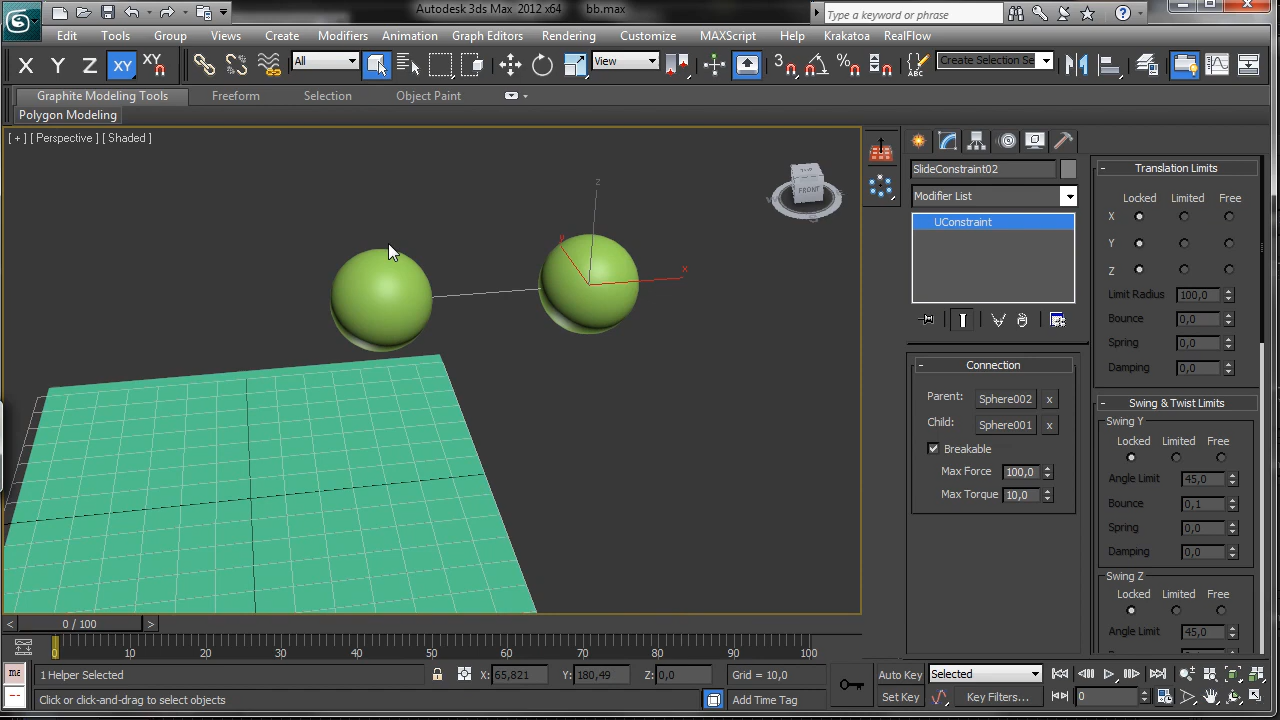 Autodesk 3ds Max 2012 x64 bb.max
Type a keyword or phrase
Edit Tools Group Views Create Modifiers Animation Graph Editors Rendering Customize MAXScript Help Krakatoa RealFlow
X Y Z XY XY All View 3 % ABC Create Selection Se
Graphite Modeling Tools Freeform Selection Object Paint
Polygon Modeling
[ + ] [ Perspective ] [ Shaded ]
FRONT
z
x
SlideConstraint02
Modifier List
UConstraint
- Connection
Parent: Sphere002 x
Child: Sphere001 x
Breakable
Max Force 100,0
Max Torque 10,0
- Translation Limits
Locked Limited Free
X
Y
Z
Limit Radius 100,0
Bounce 0,0
Spring 0,0
Damping 0,0
- Swing & Twist Limits
Swing Y
Locked Limited Free
Angle Limit 45,0
Bounce 0,1
Spring 0,0
Damping 0,0
Swing Z
Locked Limited Free
Angle Limit 45,0
< 0 / 100 >
0 10 20 30 40 50 60 70 80 90 100
1 Helper Selected X: 65,821 Y: 180,49 Z: 0,0 Grid = 10,0 Auto Key Selected
Click or click-and-drag to select objects Add Time Tag Set Key Key Filters... 0